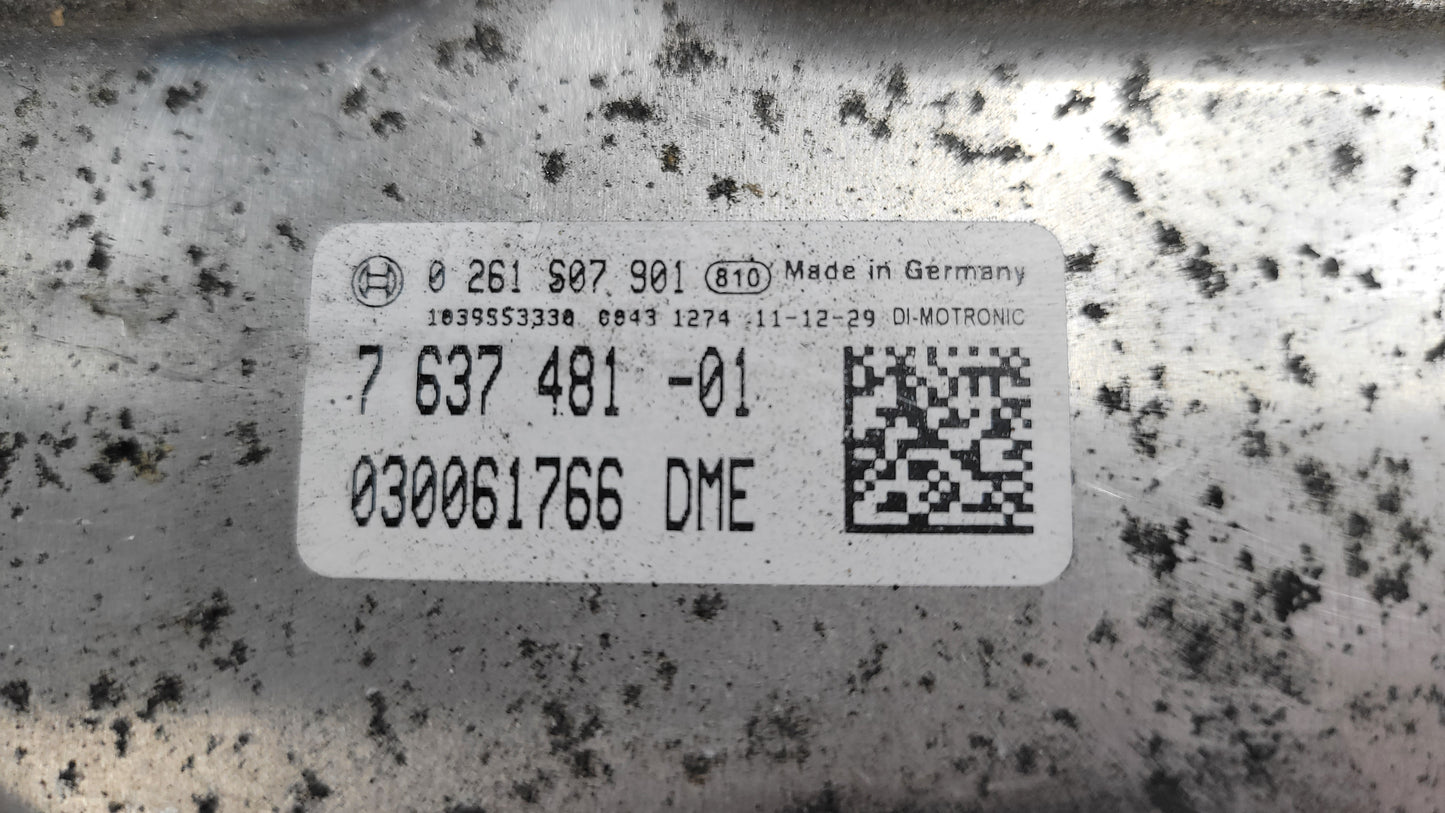 0 261 S07 901 810 Made in Germany
1039S53330 0043 1274 11-12-29 DI-MOTRONIC
7 637 481 -01
030061766 DME